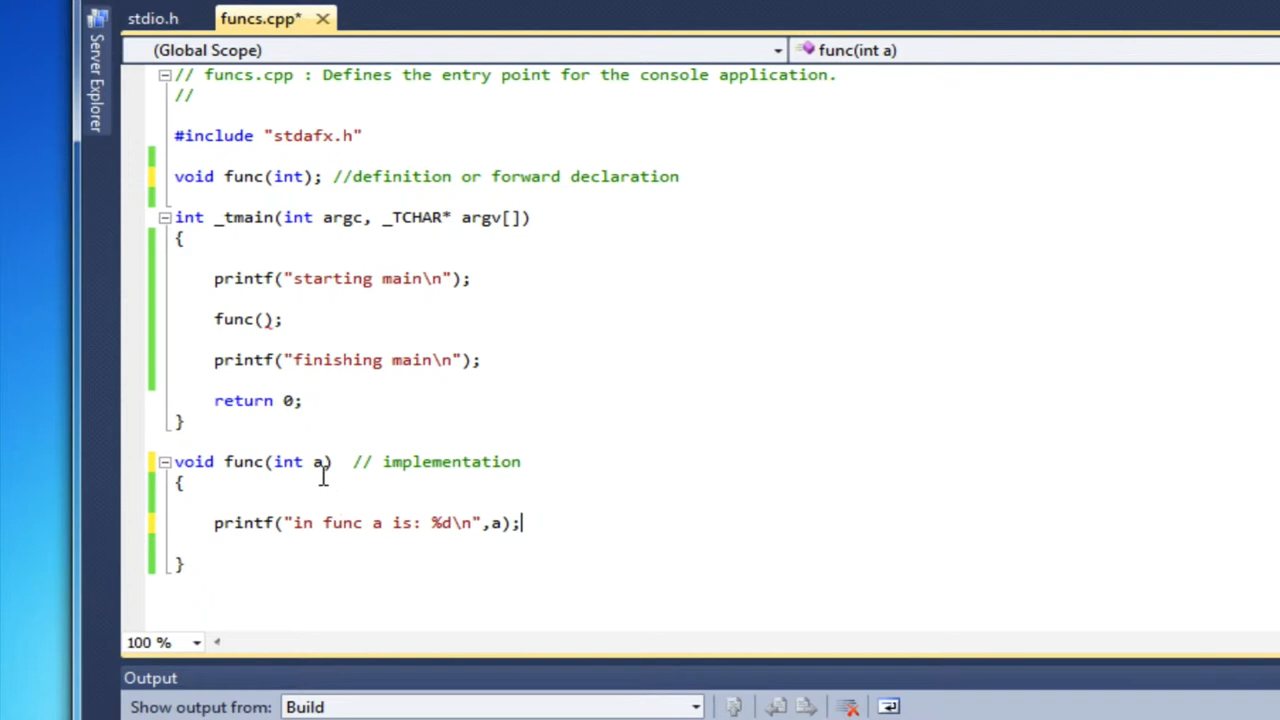 stdio.h funcs.cpp*
Server Explorer
(Global Scope) func(int a)
// funcs.cpp : Defines the entry point for the console application.
//
#include "stdafx.h"
void func(int); //definition or forward declaration
int _tmain(int argc, _TCHAR* argv[])
{
printf("starting main\n");
func();
printf("finishing main\n");
return 0;
}
void func(int a)  // implementation
{
printf("in func a is: %d\n",a);
}
100 %
Output
Show output from: Build